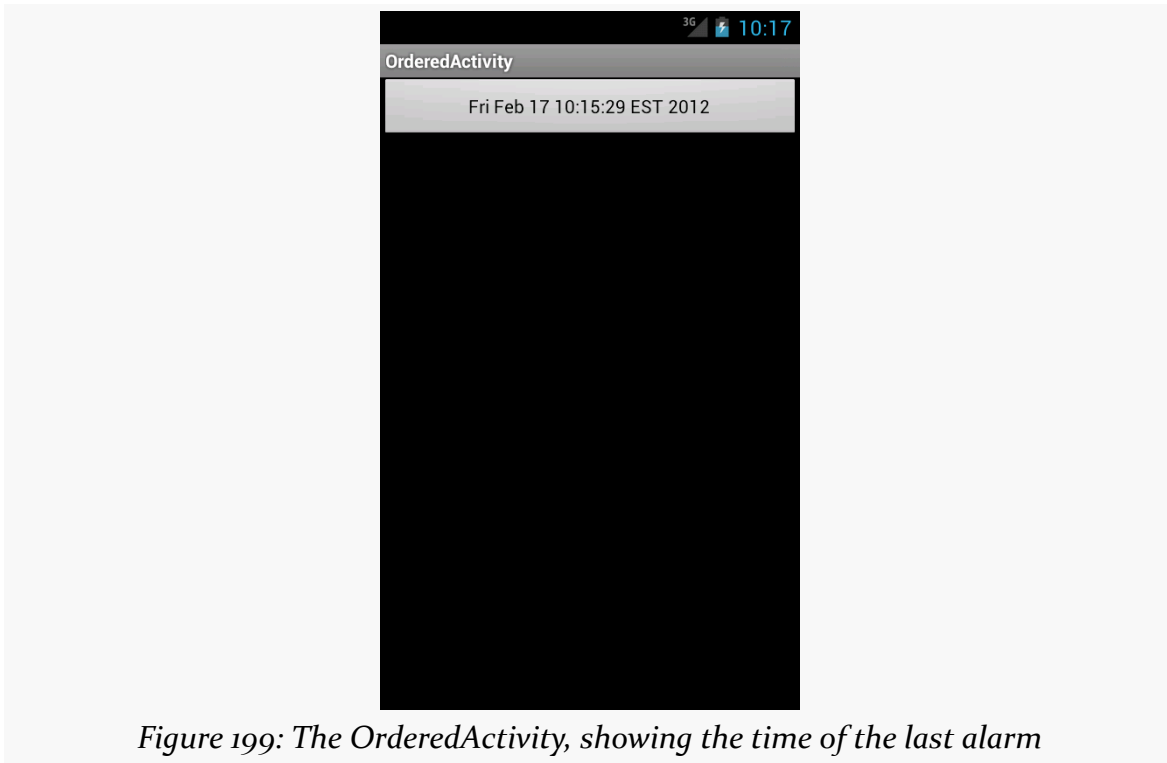 3G 10:17
OrderedActivity
Fri Feb 17 10:15:29 EST 2012
Figure 199: The OrderedActivity, showing the time of the last alarm